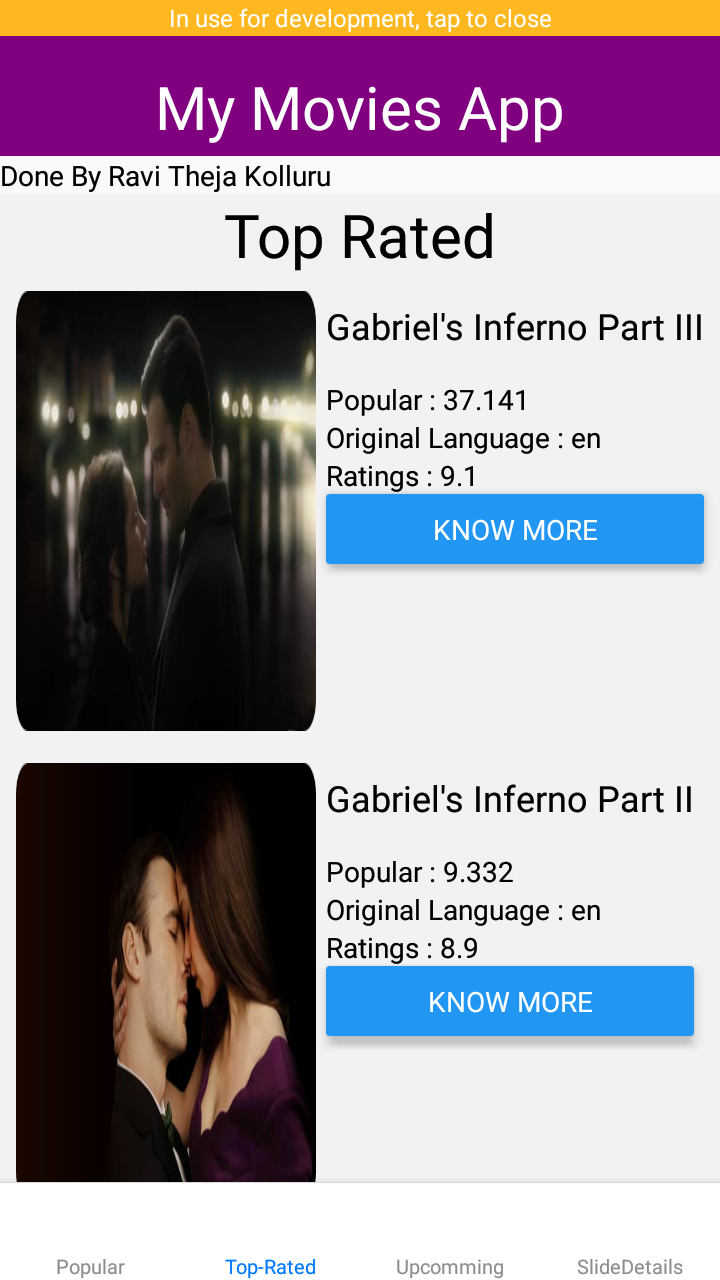 In use for development, tap to close
My Movies App
Done By Ravi Theja Kolluru
Top Rated
Gabriel's Inferno Part III
Popular : 37.141
Original Language : en
Ratings : 9.1
KNOW MORE
Gabriel's Inferno Part II
Popular : 9.332
Original Language : en
Ratings : 8.9
KNOW MORE
Popular
Top-Rated
Upcomming
SlideDetails